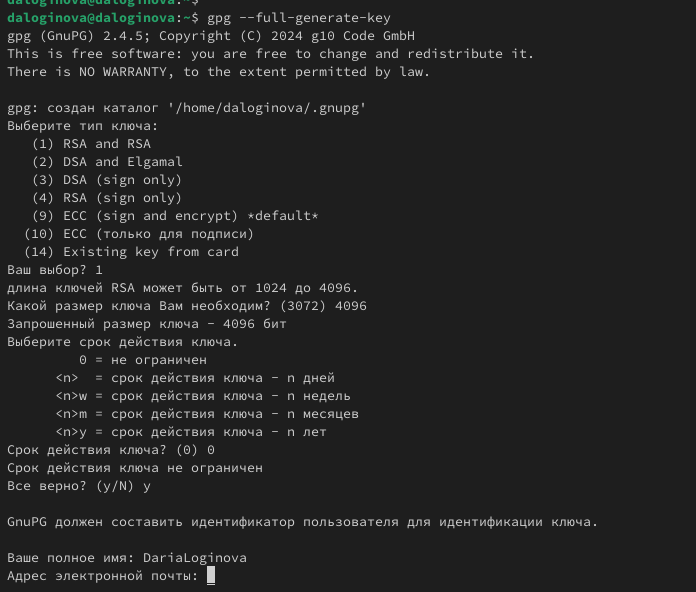 daloginova@daloginova:~$
daloginova@daloginova:~$ gpg --full-generate-key
gpg (GnuPG) 2.4.5; Copyright (C) 2024 g10 Code GmbH
This is free software: you are free to change and redistribute it.
There is NO WARRANTY, to the extent permitted by law.
gpg: создан каталог '/home/daloginova/.gnupg'
Выберите тип ключа:
(1) RSA and RSA
(2) DSA and Elgamal
(3) DSA (sign only)
(4) RSA (sign only)
(9) ECC (sign and encrypt) *default*
(10) ECC (только для подписи)
(14) Existing key from card
Ваш выбор? 1
длина ключей RSA может быть от 1024 до 4096.
Какой размер ключа Вам необходим? (3072) 4096
Запрошенный размер ключа - 4096 бит
Выберите срок действия ключа.
0 = не ограничен
<n>  = срок действия ключа - n дней
<n>w = срок действия ключа - n недель
<n>m = срок действия ключа - n месяцев
<n>y = срок действия ключа - n лет
Срок действия ключа? (0) 0
Срок действия ключа не ограничен
Все верно? (y/N) y
GnuPG должен составить идентификатор пользователя для идентификации ключа.
Ваше полное имя: DariaLoginova
Адрес электронной почты: